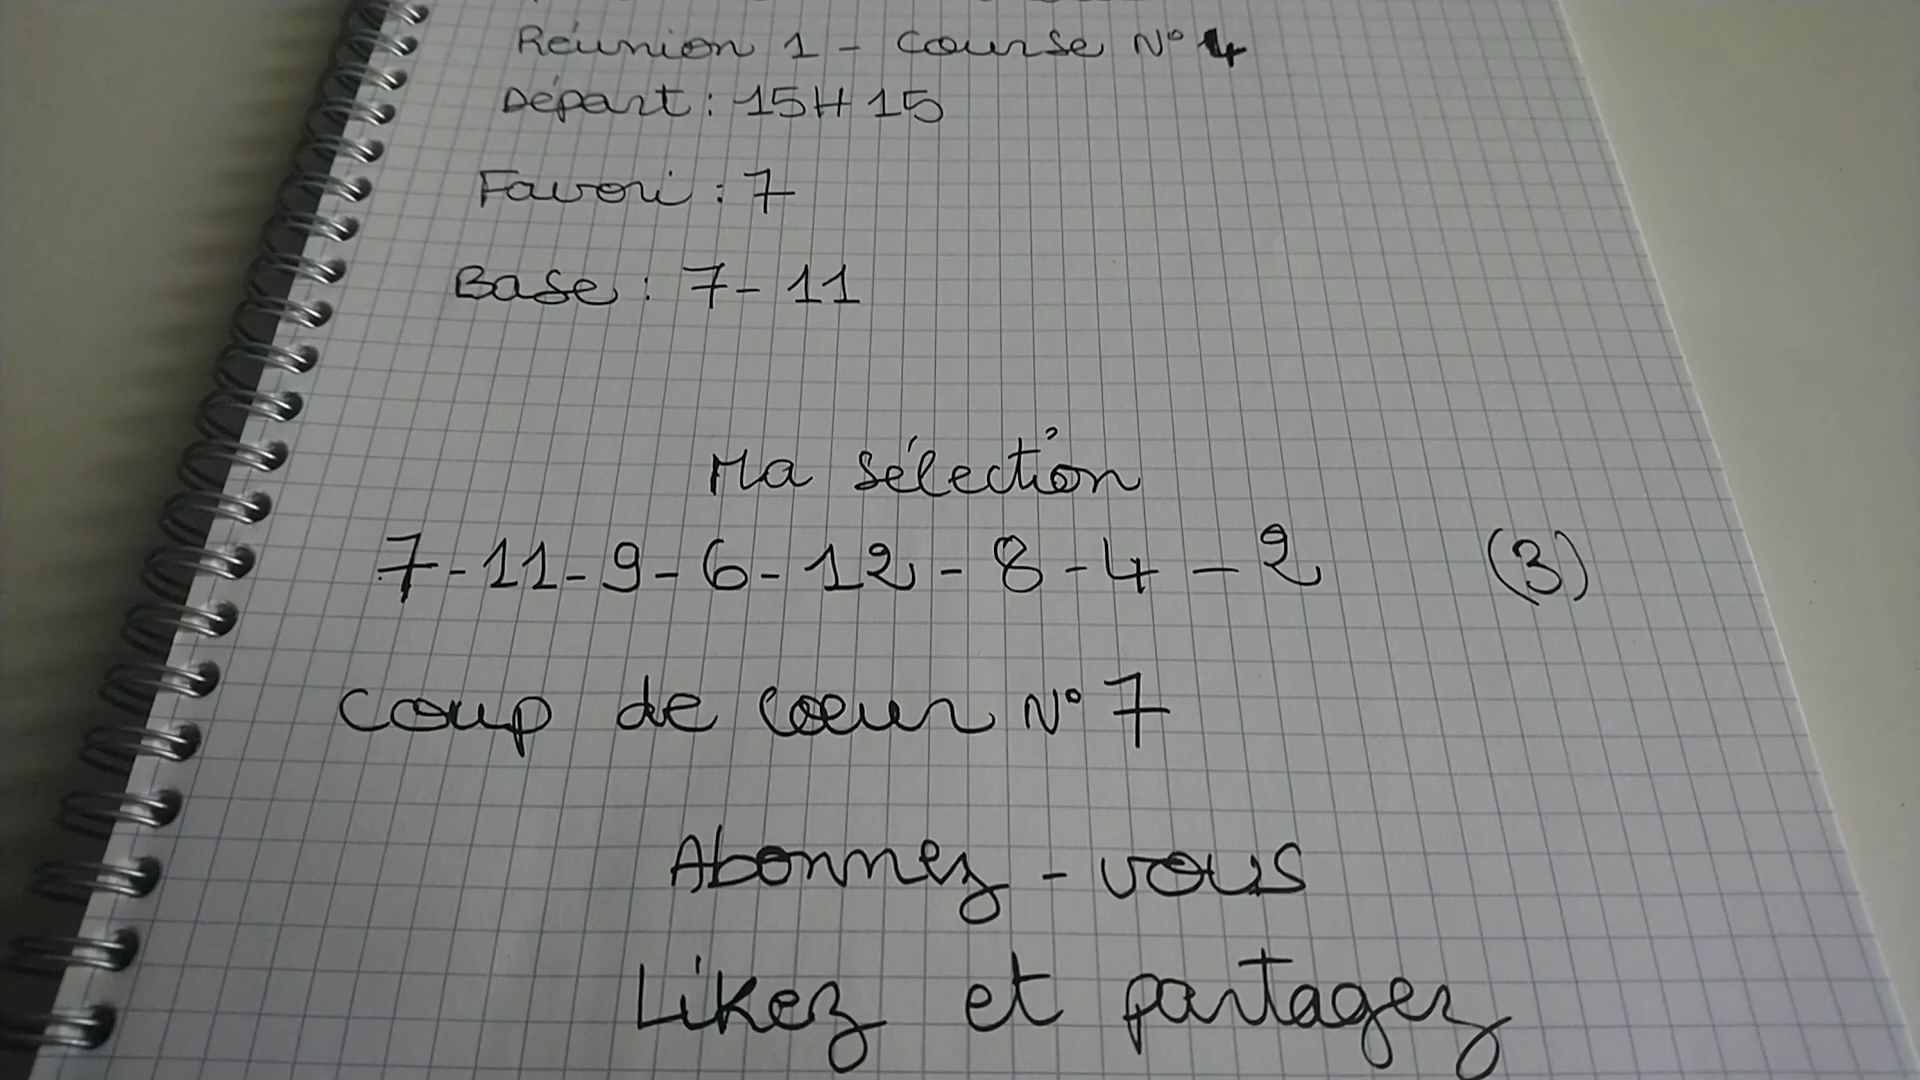 Réunion 1 - Course N° 4
Départ : 15H15
Favori : 7
Base : 7-11
Ma sélection
7-11-9-6-12-8-4-2 (3)
coup de coeur N° 7
Abonnez-vous
Likez et partagez